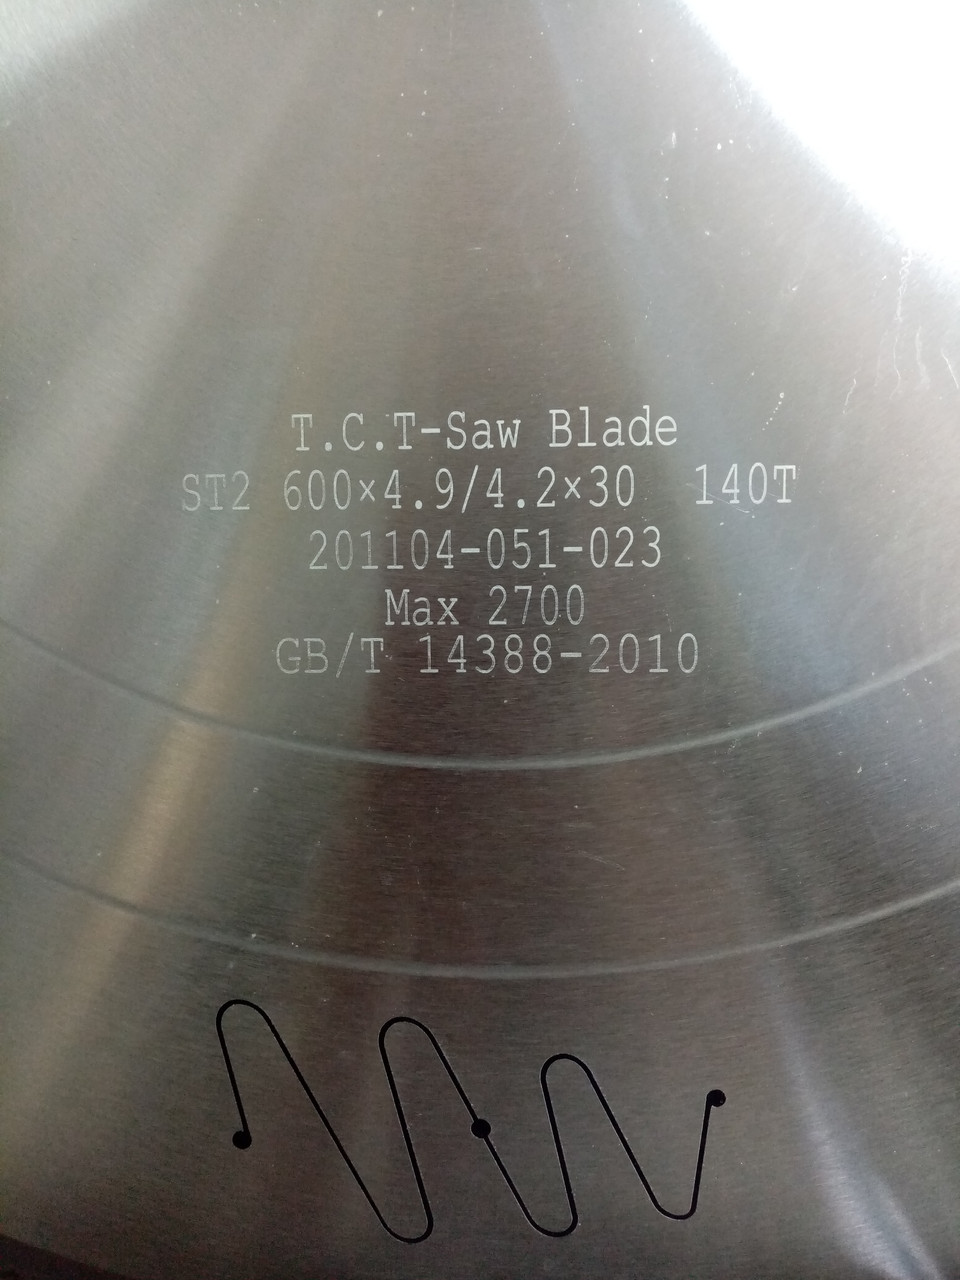 T.C.T-Saw Blade
ST2 600×4.9/4.2×30 140T
201104-051-023
Max 2700
GB/T 14388-2010